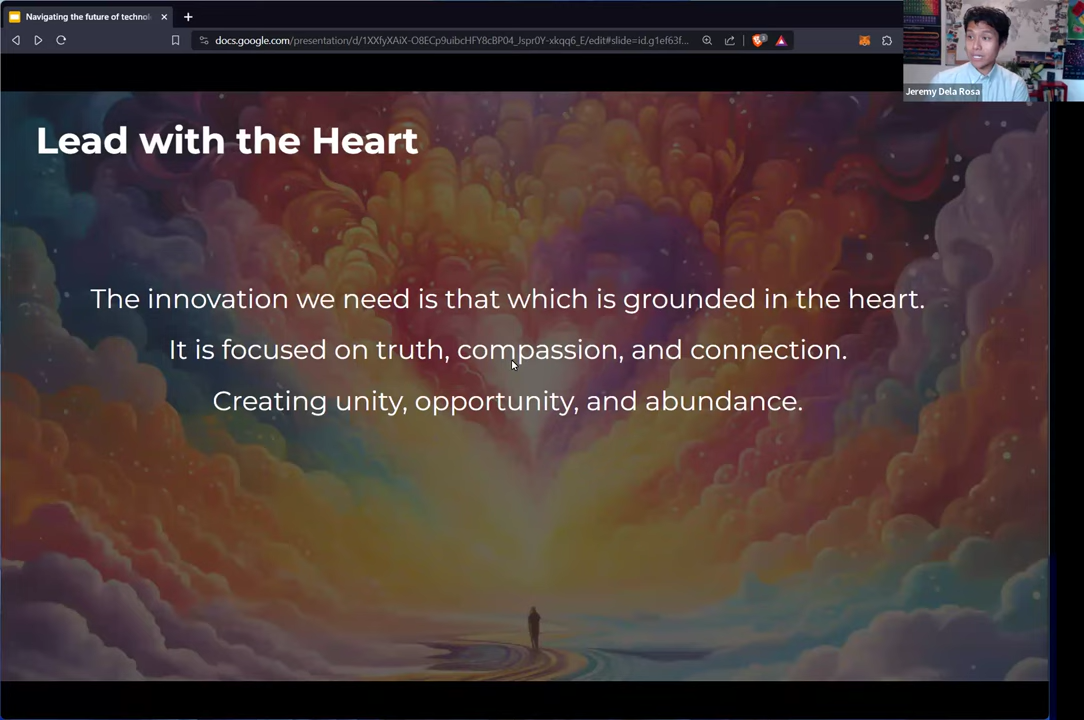 Navigating the future of technol
docs.google.com/presentation/d/1XXfyXAiX-O8ECp9uibcHFY8cBP04_Jspr0Y-xkqq6_E/edit#slide=id.g1ef63f...
Jeremy Dela Rosa
Lead with the Heart
The innovation we need is that which is grounded in the heart.
It is focused on truth, compassion, and connection.
Creating unity, opportunity, and abundance.